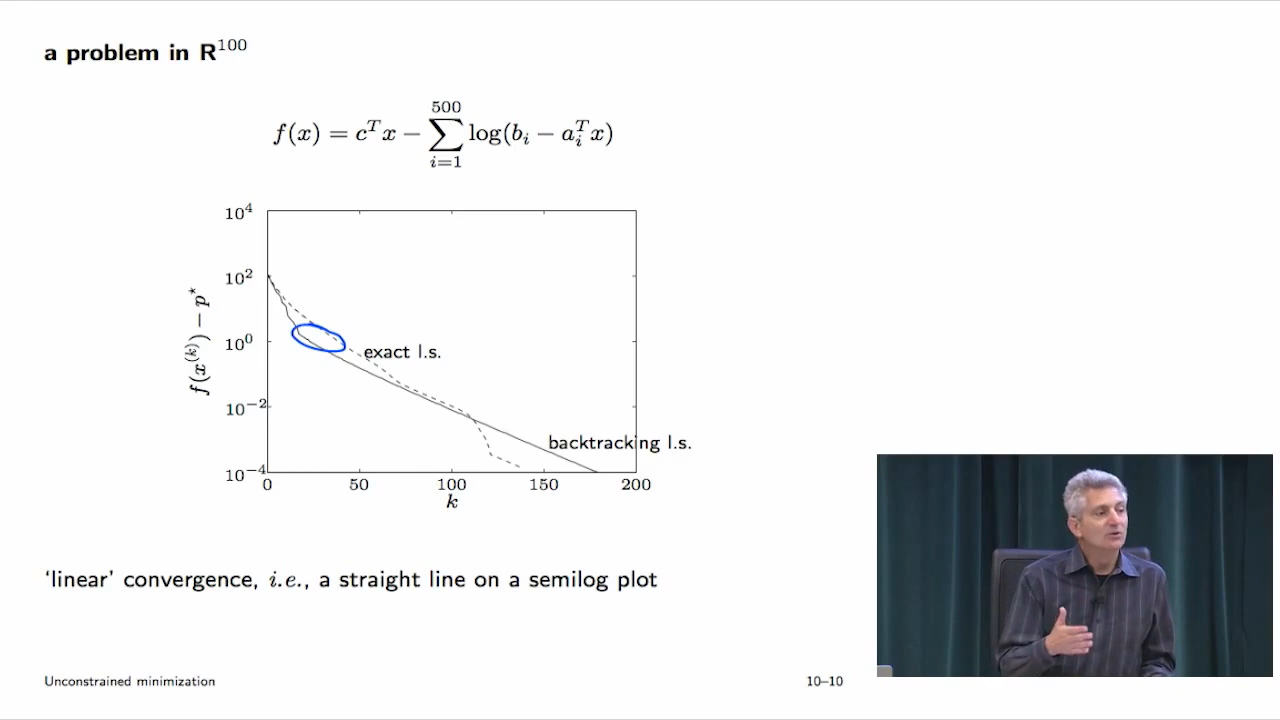 a problem in R^100
f(x) = c^T x − ∑_{i=1}^{500} log(b_i − a_i^T x)
f(x^(k)) − p*
10^4
10^2
10^0
10^−2
10^−4
exact l.s.
backtracking l.s.
0 50 100 150 200
k
‘linear’ convergence, i.e., a straight line on a semilog plot
Unconstrained minimization 10–10